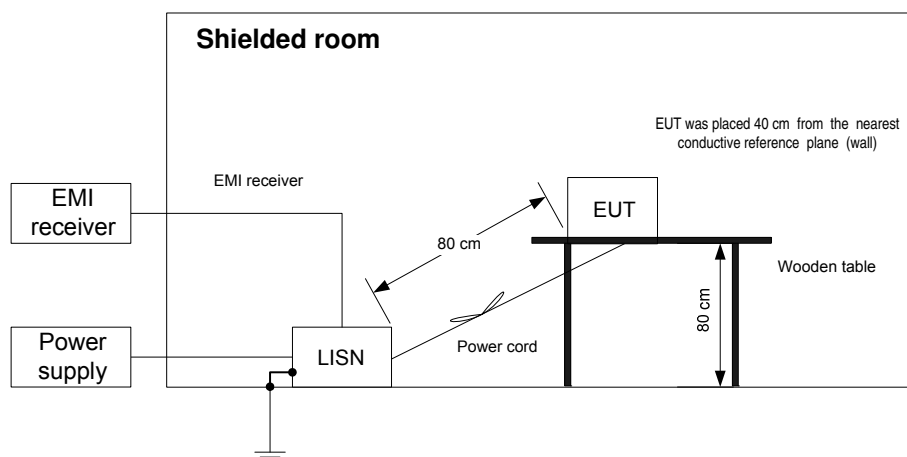 Shielded room
EUT was placed 40 cm from the nearest
conductive reference plane (wall)
EMI receiver
EMI
receiver
EUT
80 cm
Wooden table
80 cm
Power
supply
LISN
Power cord